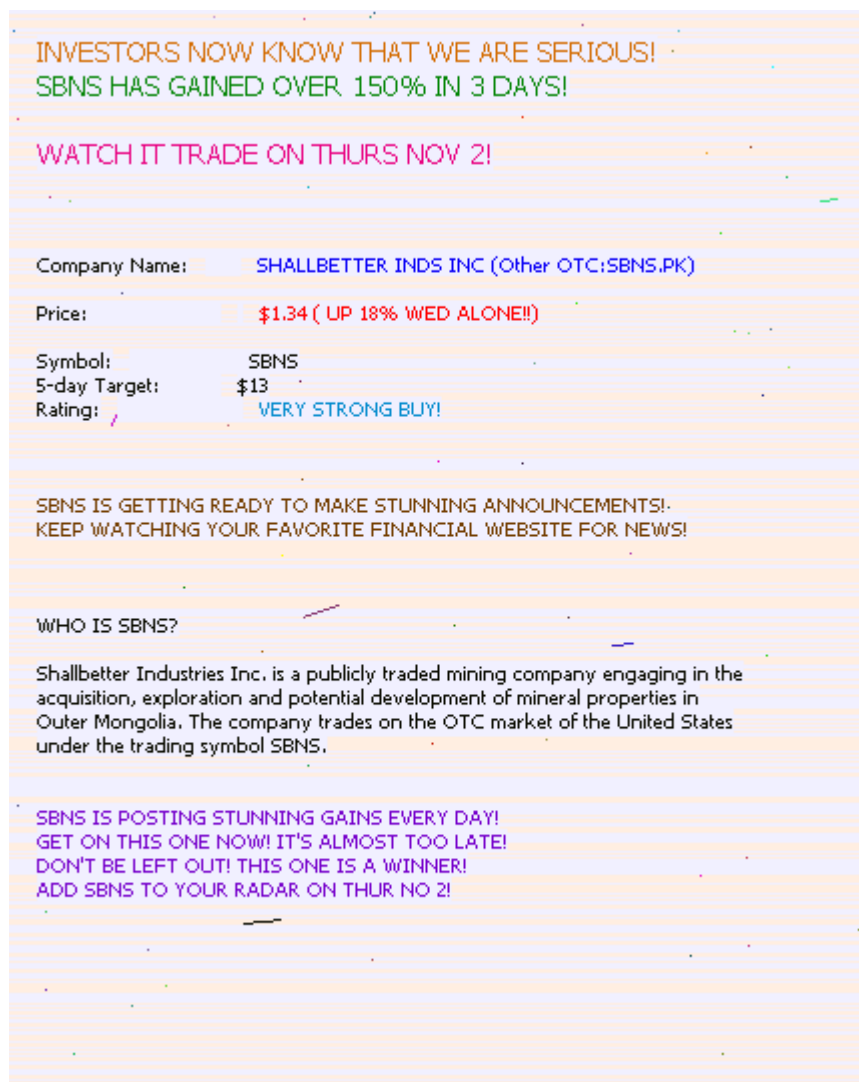 INVESTORS NOW KNOW THAT WE ARE SERIOUS!
SBNS HAS GAINED OVER 150% IN 3 DAYS!
WATCH IT TRADE ON THURS NOV 2!
Company Name: SHALLBETTER INDS INC (Other OTC:SBNS.PK)
Price: $1.34 ( UP 18% WED ALONE!!)
Symbol: SBNS
5-day Target: $13
Rating: VERY STRONG BUY!
SBNS IS GETTING READY TO MAKE STUNNING ANNOUNCEMENTS!
KEEP WATCHING YOUR FAVORITE FINANCIAL WEBSITE FOR NEWS!
WHO IS SBNS?
Shallbetter Industries Inc. is a publicly traded mining company engaging in the
acquisition, exploration and potential development of mineral properties in
Outer Mongolia. The company trades on the OTC market of the United States
under the trading symbol SBNS.
SBNS IS POSTING STUNNING GAINS EVERY DAY!
GET ON THIS ONE NOW! IT'S ALMOST TOO LATE!
DON'T BE LEFT OUT! THIS ONE IS A WINNER!
ADD SBNS TO YOUR RADAR ON THUR NO 2!